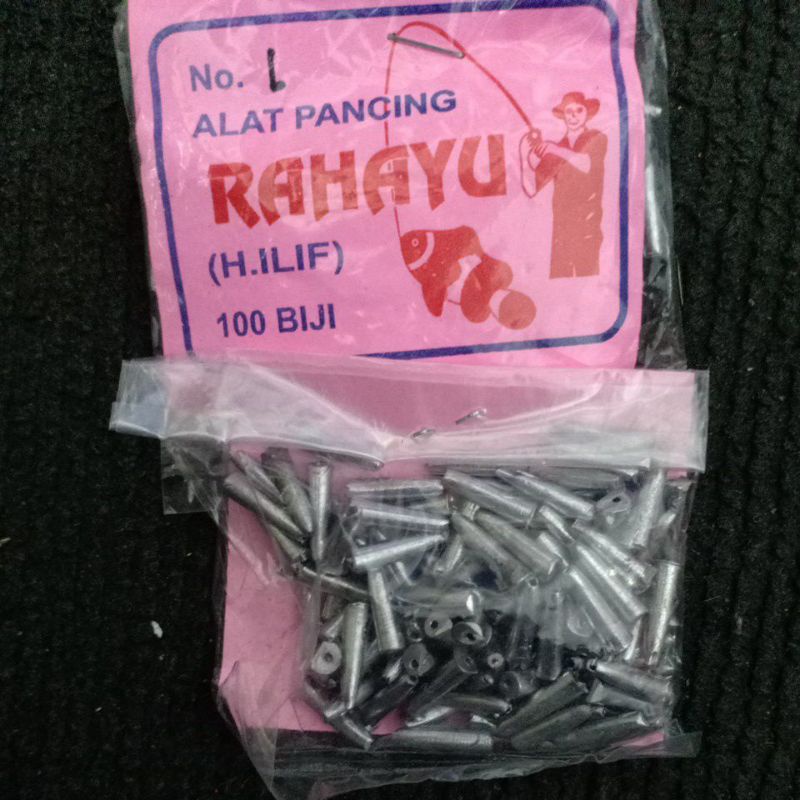 No. 1
ALAT PANCING
RAHAYU
(H.ILIF)
100 BIJI